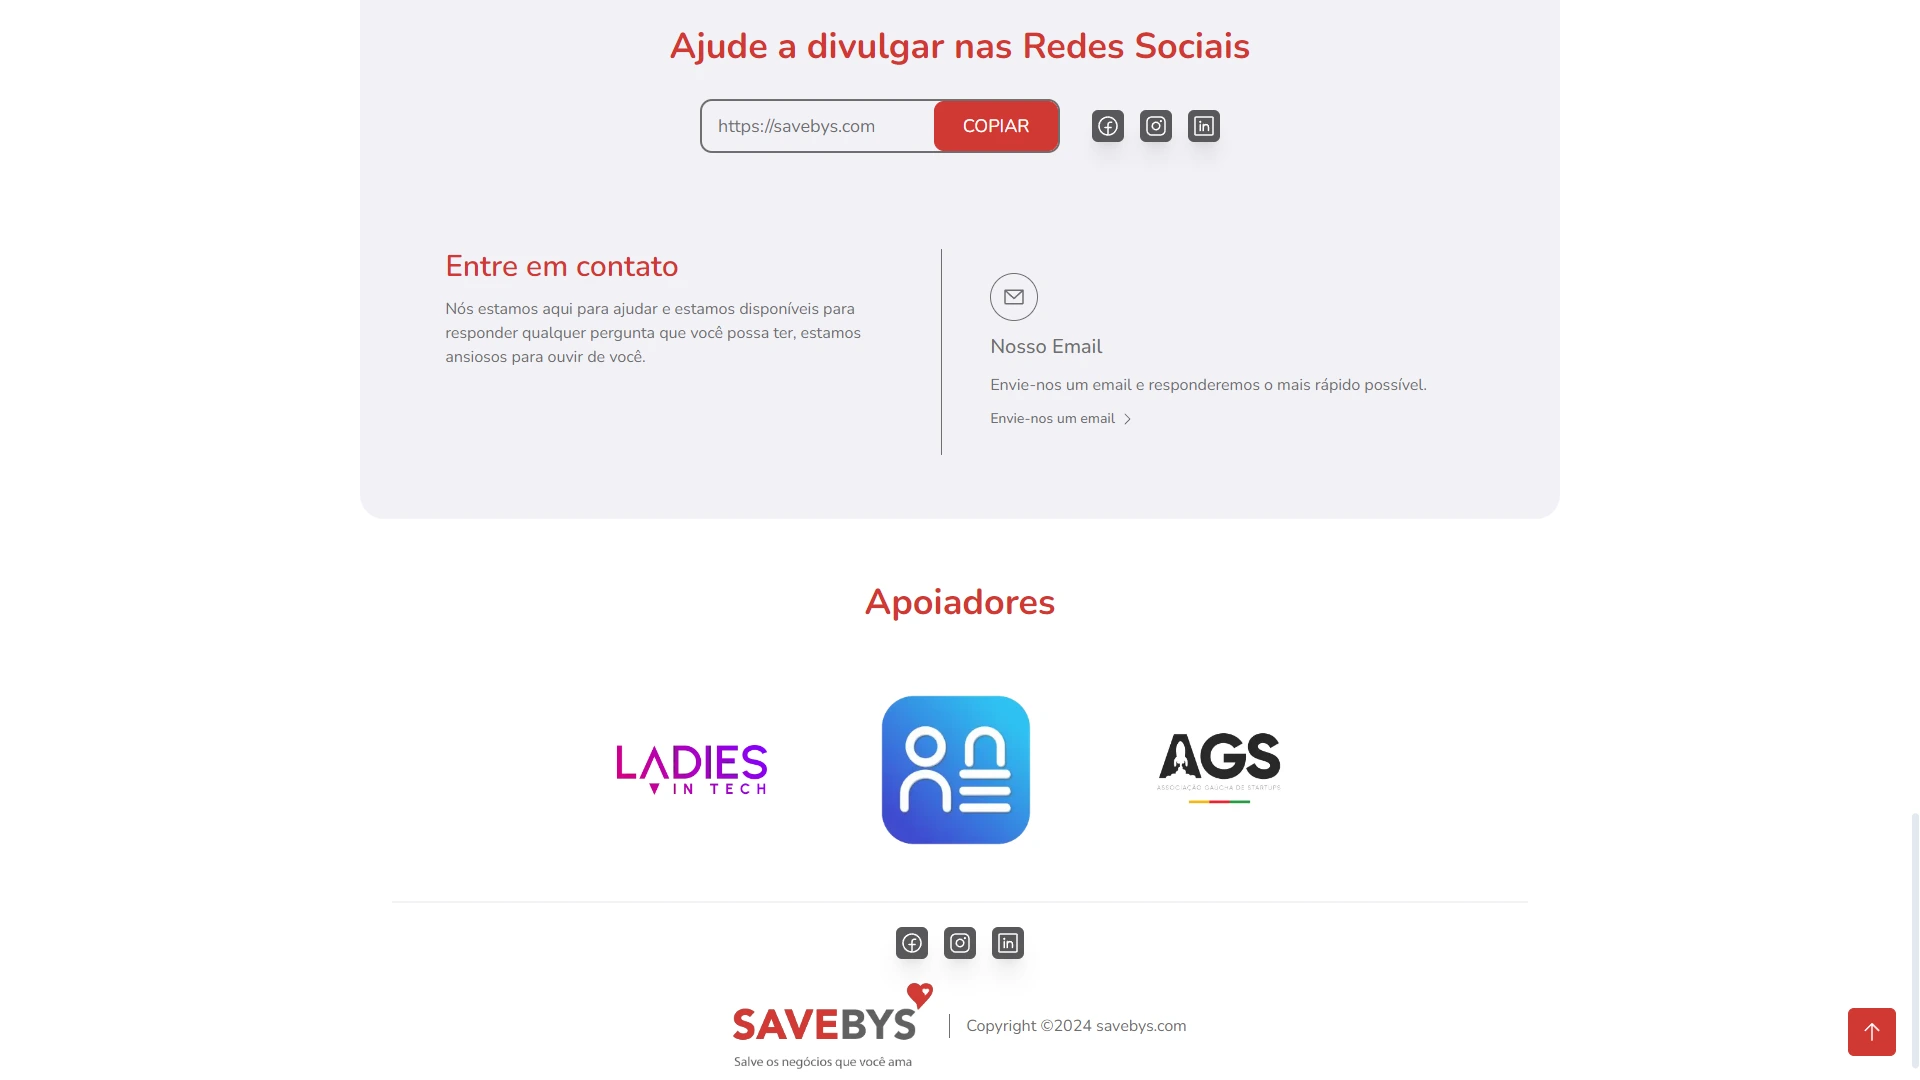 Ajude a divulgar nas Redes Sociais
https://savebys.com
COPIAR
Entre em contato
Nós estamos aqui para ajudar e estamos disponíveis para
responder qualquer pergunta que você possa ter, estamos
ansiosos para ouvir de você.
Nosso Email
Envie-nos um email e responderemos o mais rápido possível.
Envie-nos um email
Apoiadores
LADIES
IN TECH
AGS
ASSOCIAÇÃO GAÚCHA DE STARTUPS
SAVEBYS
Salve os negócios que você ama
Copyright ©2024 savebys.com